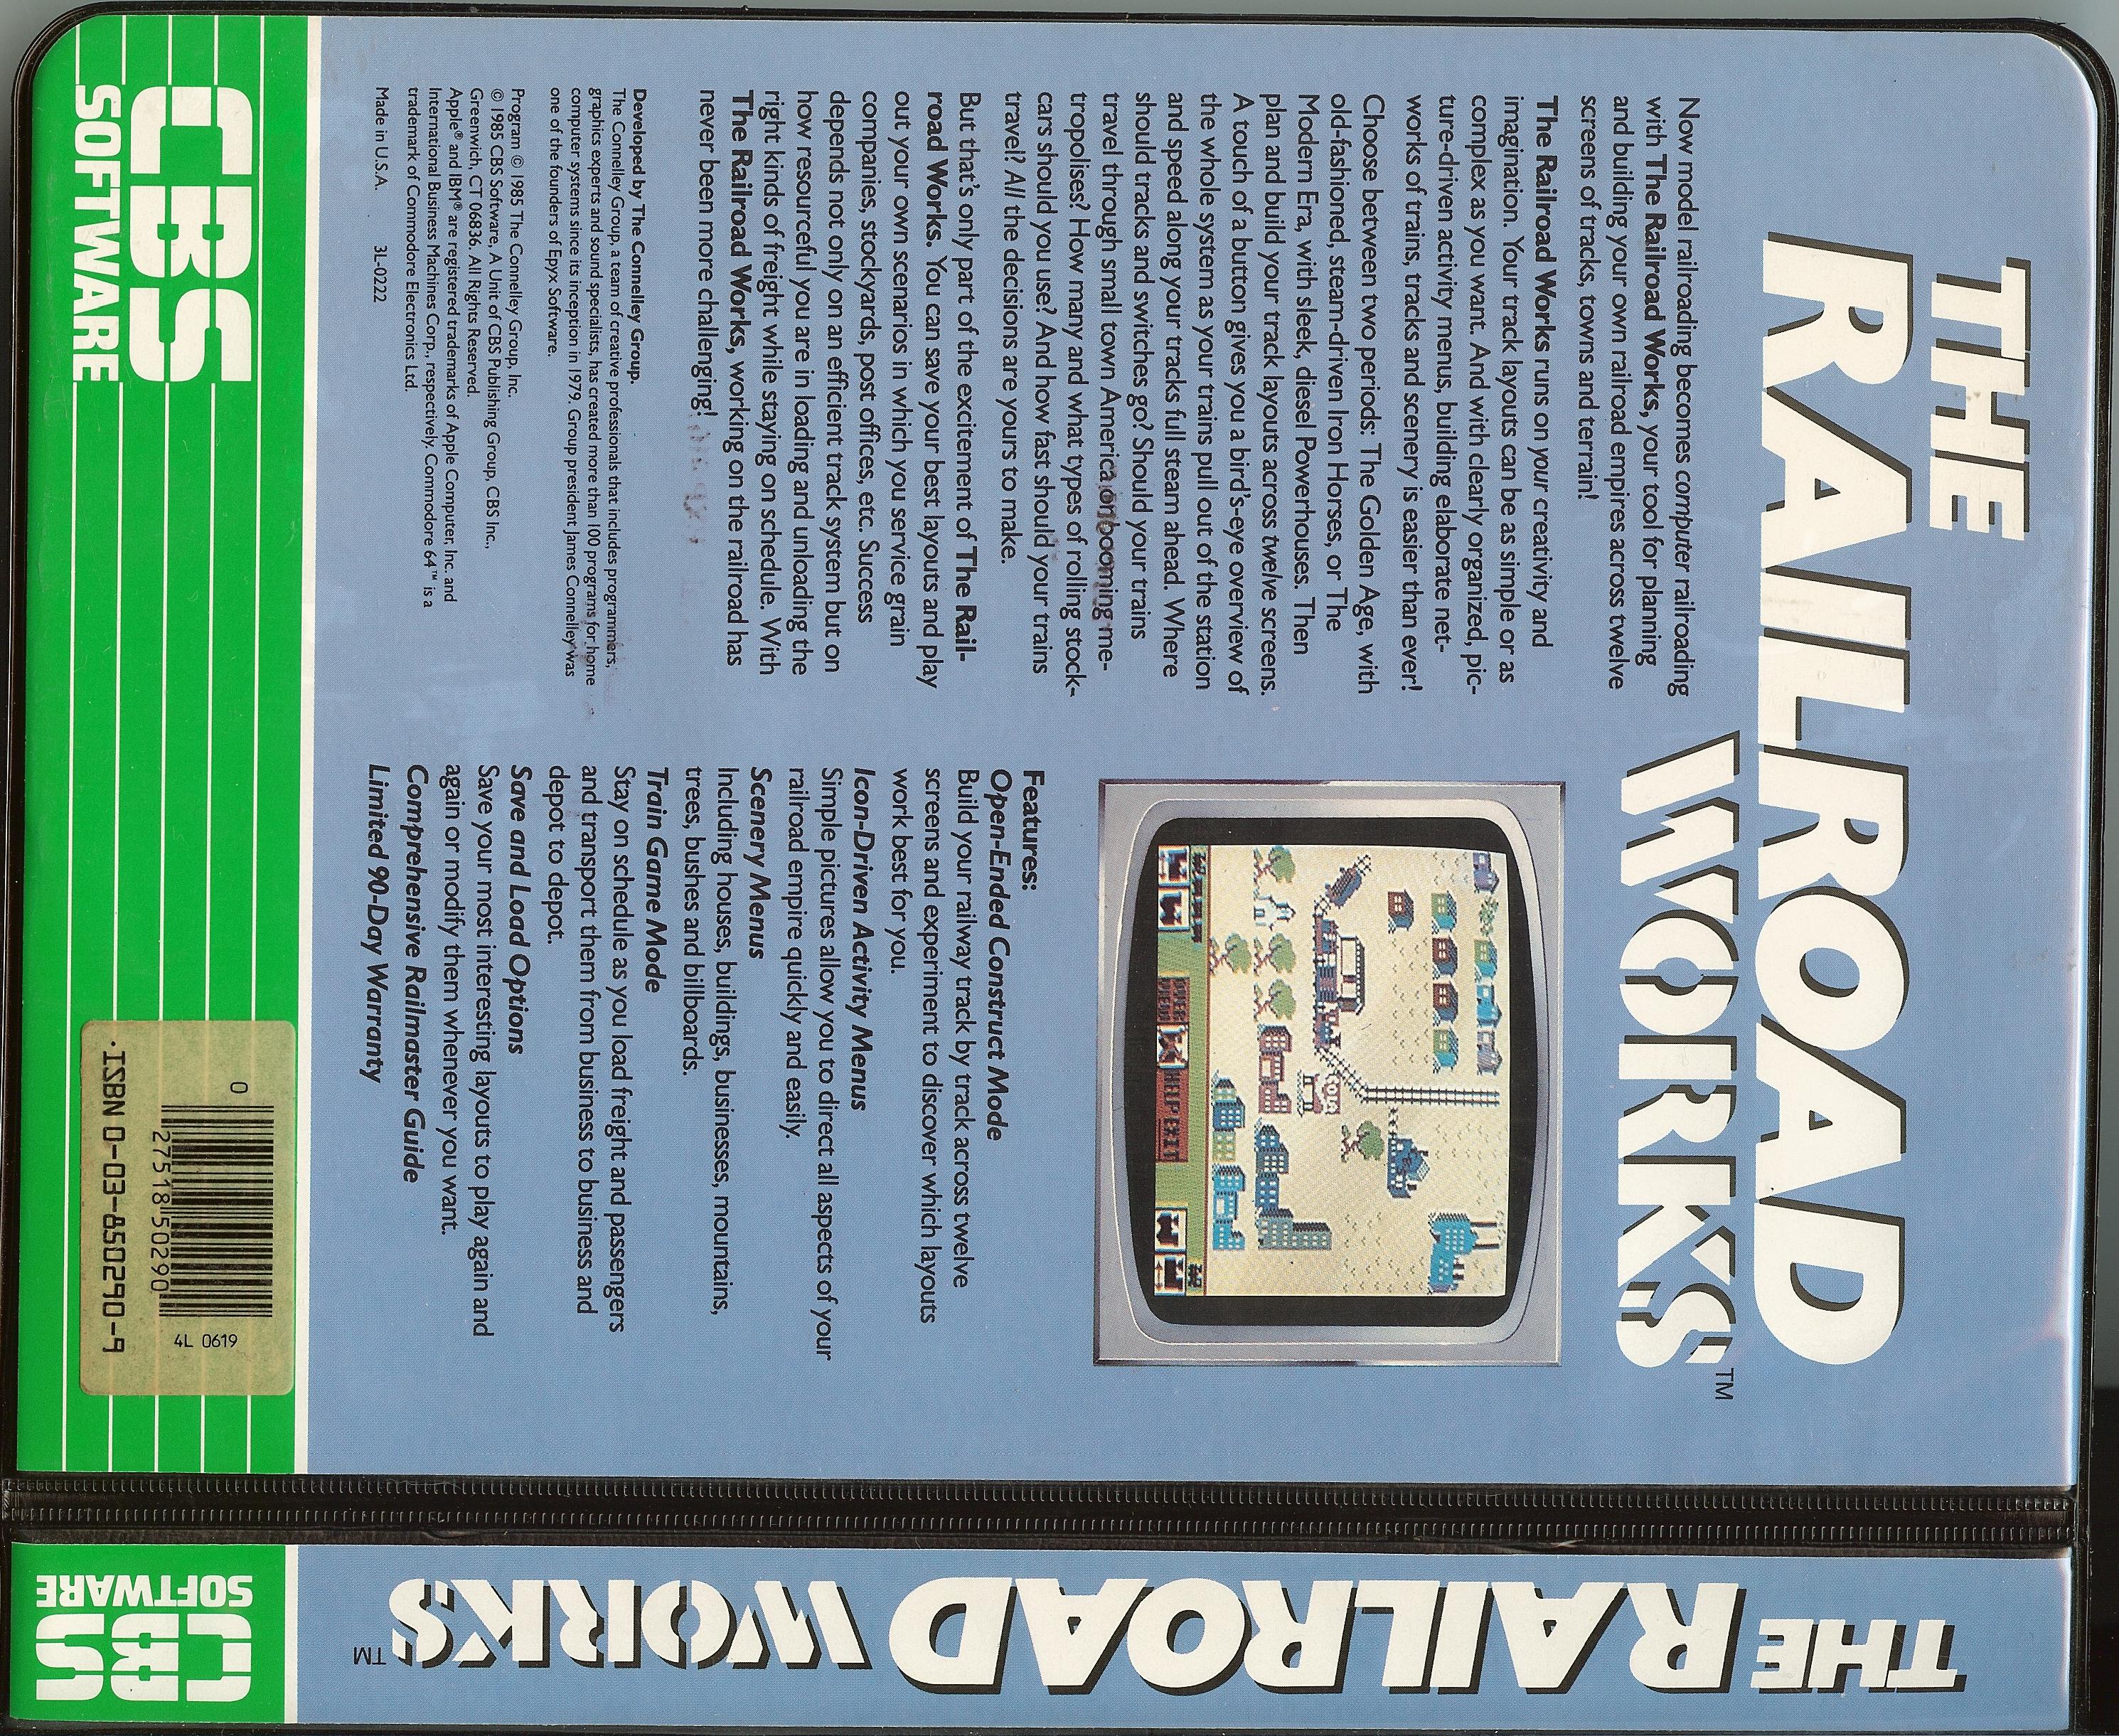 THE
RAILROAD
WORKS™
Now model railroading becomes computer railroading
with The Railroad Works, your tool for planning
and building your own railroad empires across twelve
screens of tracks, towns and terrain!
The Railroad Works runs on your creativity and
imagination. Your track layouts can be as simple or as
complex as you want. And with clearly organized, pic-
ture-driven activity menus, building elaborate net-
works of trains, tracks and scenery is easier than ever!
Choose between two periods: The Golden Age, with
old-fashioned, steam-driven Iron Horses, or The
Modern Era, with sleek, diesel Powerhouses. Then
plan and build your track layouts across twelve screens.
A touch of a button gives you a bird's-eye overview of
the whole system as your trains pull out of the station
and speed along your tracks full steam ahead. Where
should tracks and switches go? Should your trains
travel through small town America or booming me-
tropolises? How many and what types of rolling stock-
cars should you use? And how fast should your trains
travel? All the decisions are yours to make.
But that's only part of the excitement of The Rail-
road Works. You can save your best layouts and play
out your own scenarios in which you service grain
companies, stockyards, post offices, etc. Success
depends not only on an efficient track system but on
how resourceful you are in loading and unloading the
right kinds of freight while staying on schedule. With
The Railroad Works, working on the railroad has
never been more challenging!
Developed by The Connelley Group.
The Connelley Group, a team of creative professionals that includes programmers,
graphics experts and sound specialists, has created more than 100 programs for home
computer systems since its inception in 1979. Group president James Connelley was
one of the founders of Epyx Software.
Program © 1985 The Connelley Group, Inc.
© 1985 CBS Software, A Unit of CBS Publishing Group, CBS Inc.,
Greenwich, CT 06836. All Rights Reserved.
Apple® and IBM® are registered trademarks of Apple Computer, Inc. and
International Business Machines Corp., respectively. Commodore 64™ is a
trademark of Commodore Electronics Ltd.
Made in U.S.A. 3L-0222
FOOD
HELP EXIT
Features:
Open-Ended Construct Mode
Build your railway track by track across twelve
screens and experiment to discover which layouts
work best for you.
Icon-Driven Activity Menus
Simple pictures allow you to direct all aspects of your
railroad empire quickly and easily.
Scenery Menus
Including houses, buildings, businesses, mountains,
trees, bushes and billboards.
Train Game Mode
Stay on schedule as you load freight and passengers
and transport them from business to business and
depot to depot.
Save and Load Options
Save your most interesting layouts to play again and
again or modify them whenever you want.
Comprehensive Railmaster Guide
Limited 90-Day Warranty
CBS
SOFTWARE
0 27518 50290
4L 0619
ISBN 0-03-850290-9
THE RAILROAD WORKS™
CBS
SOFTWARE